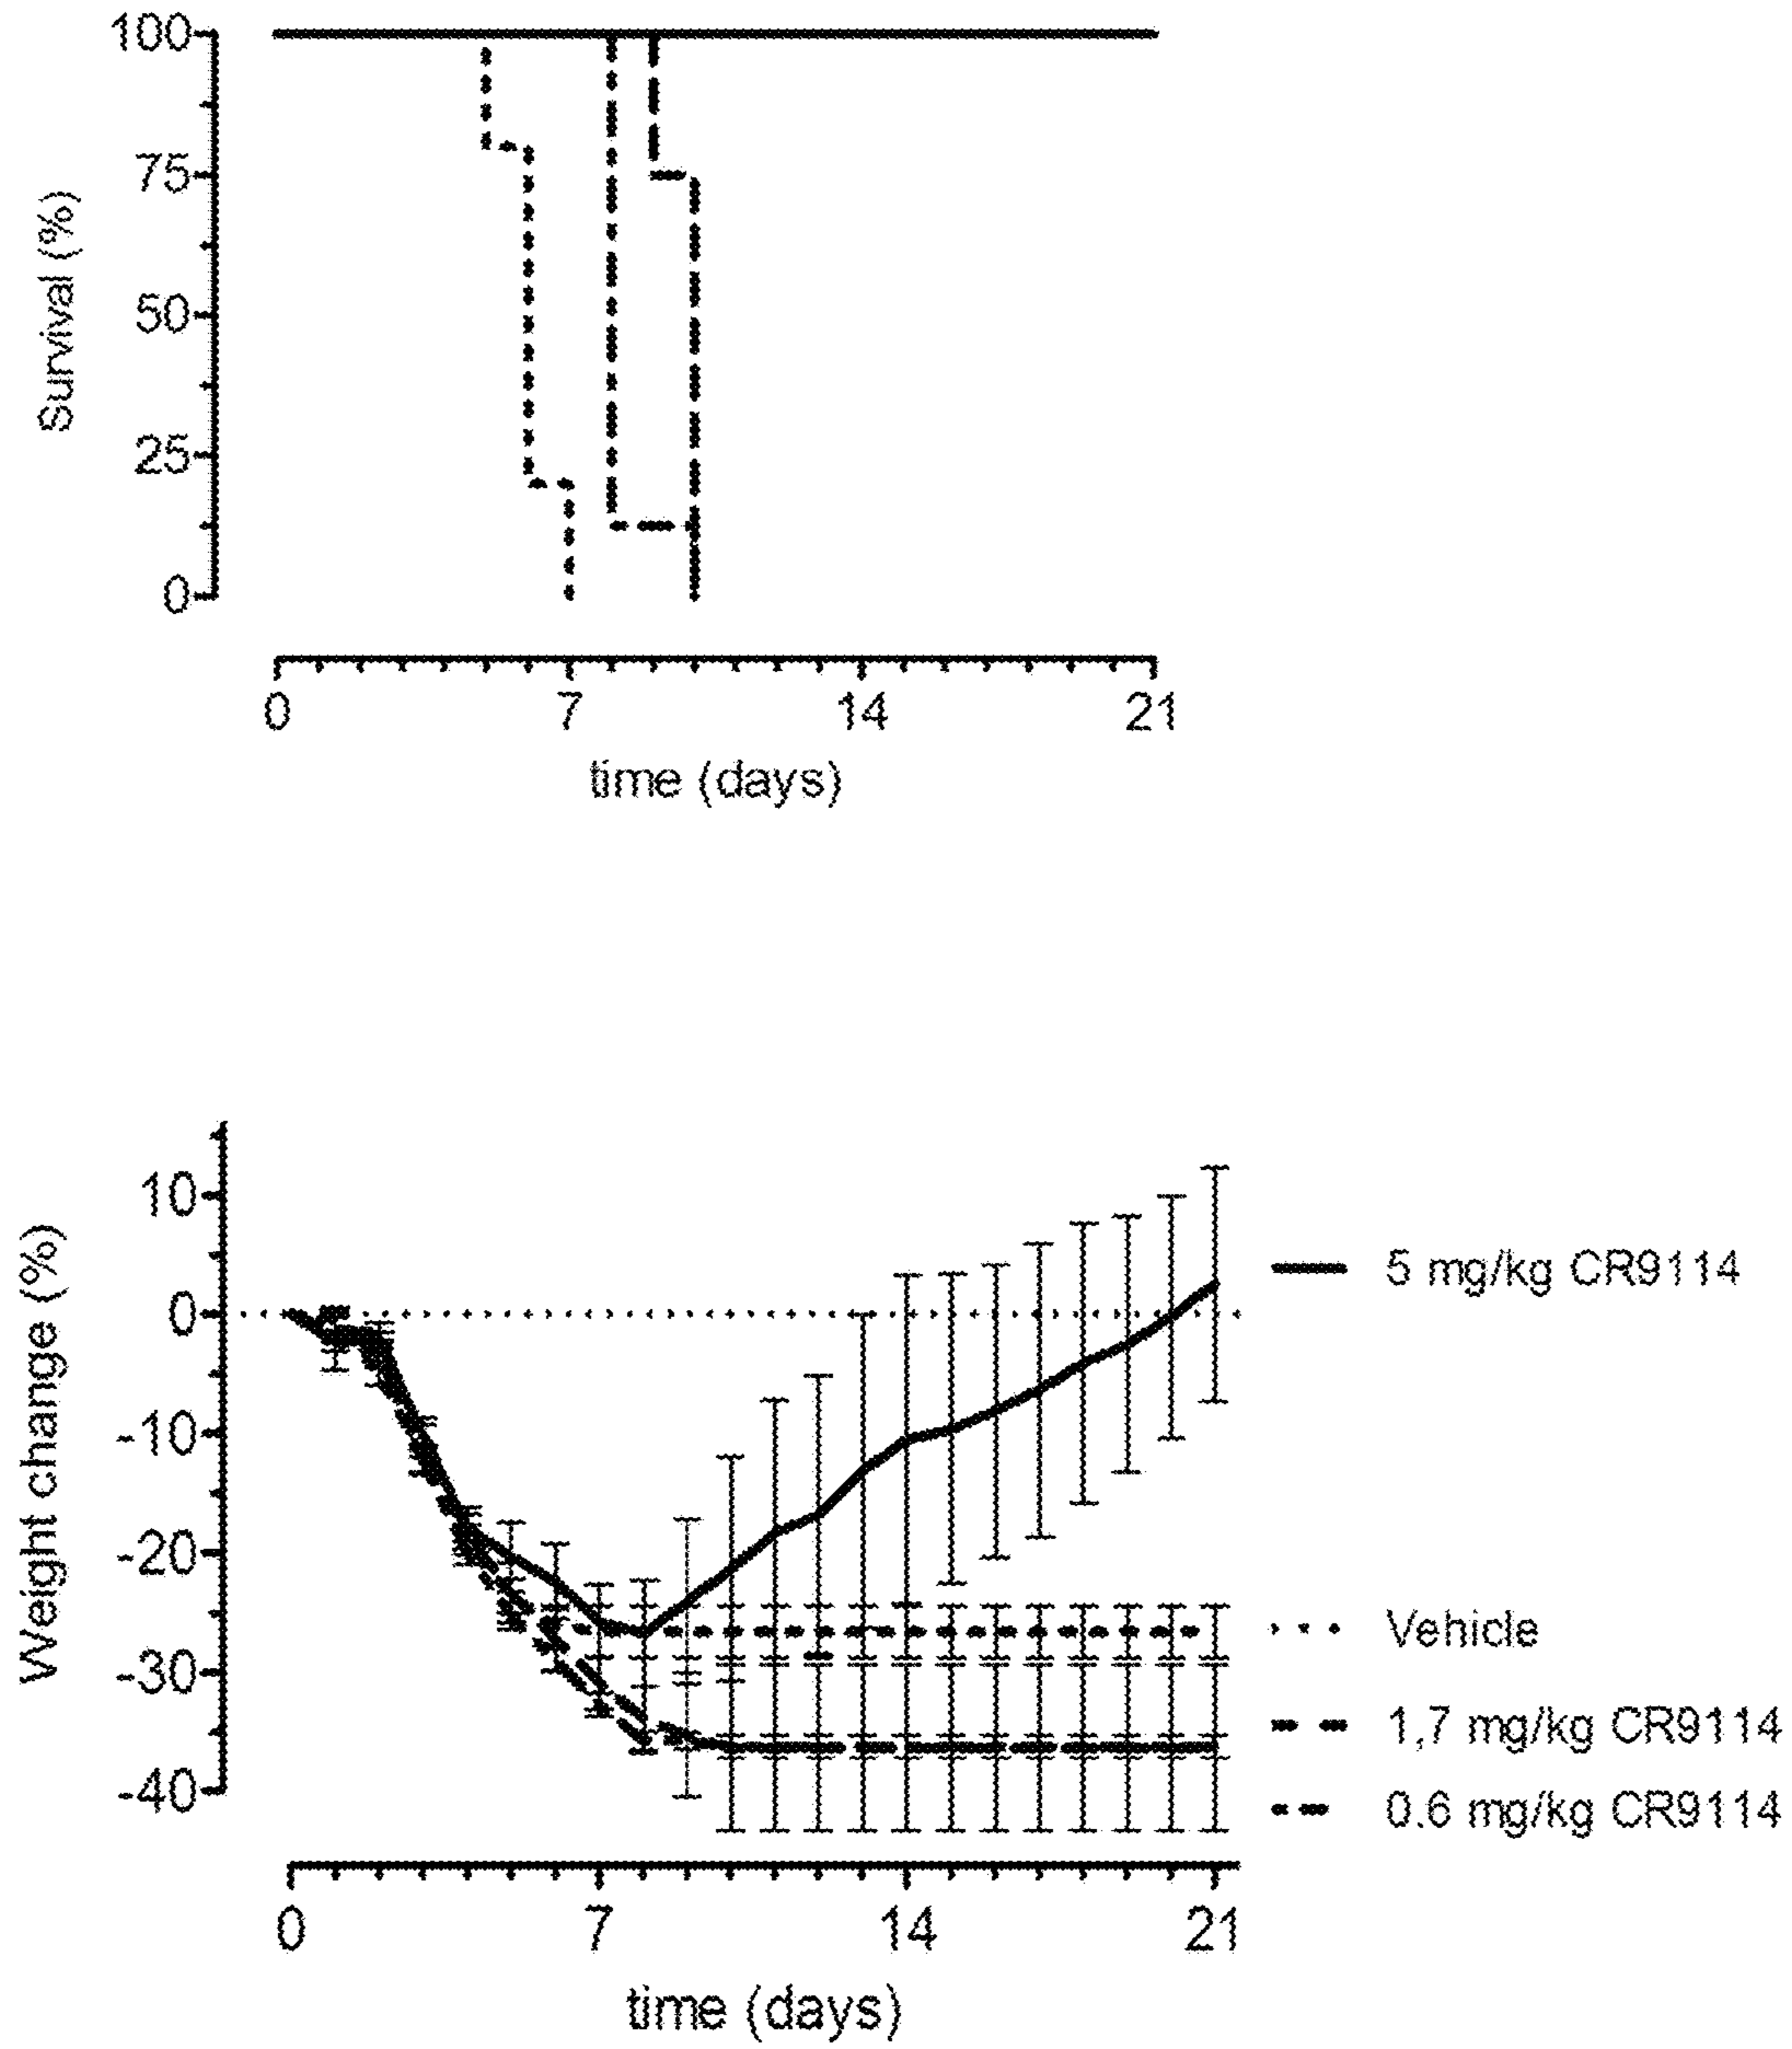 100
75
50
25
0
Survival (%)
0 7 14 21
time (days)
10
0
-10
-20
-30
-40
Weight change (%)
0 7 14 21
time (days)
5 mg/kg CR9114
Vehicle
1,7 mg/kg CR9114
0.6 mg/kg CR9114